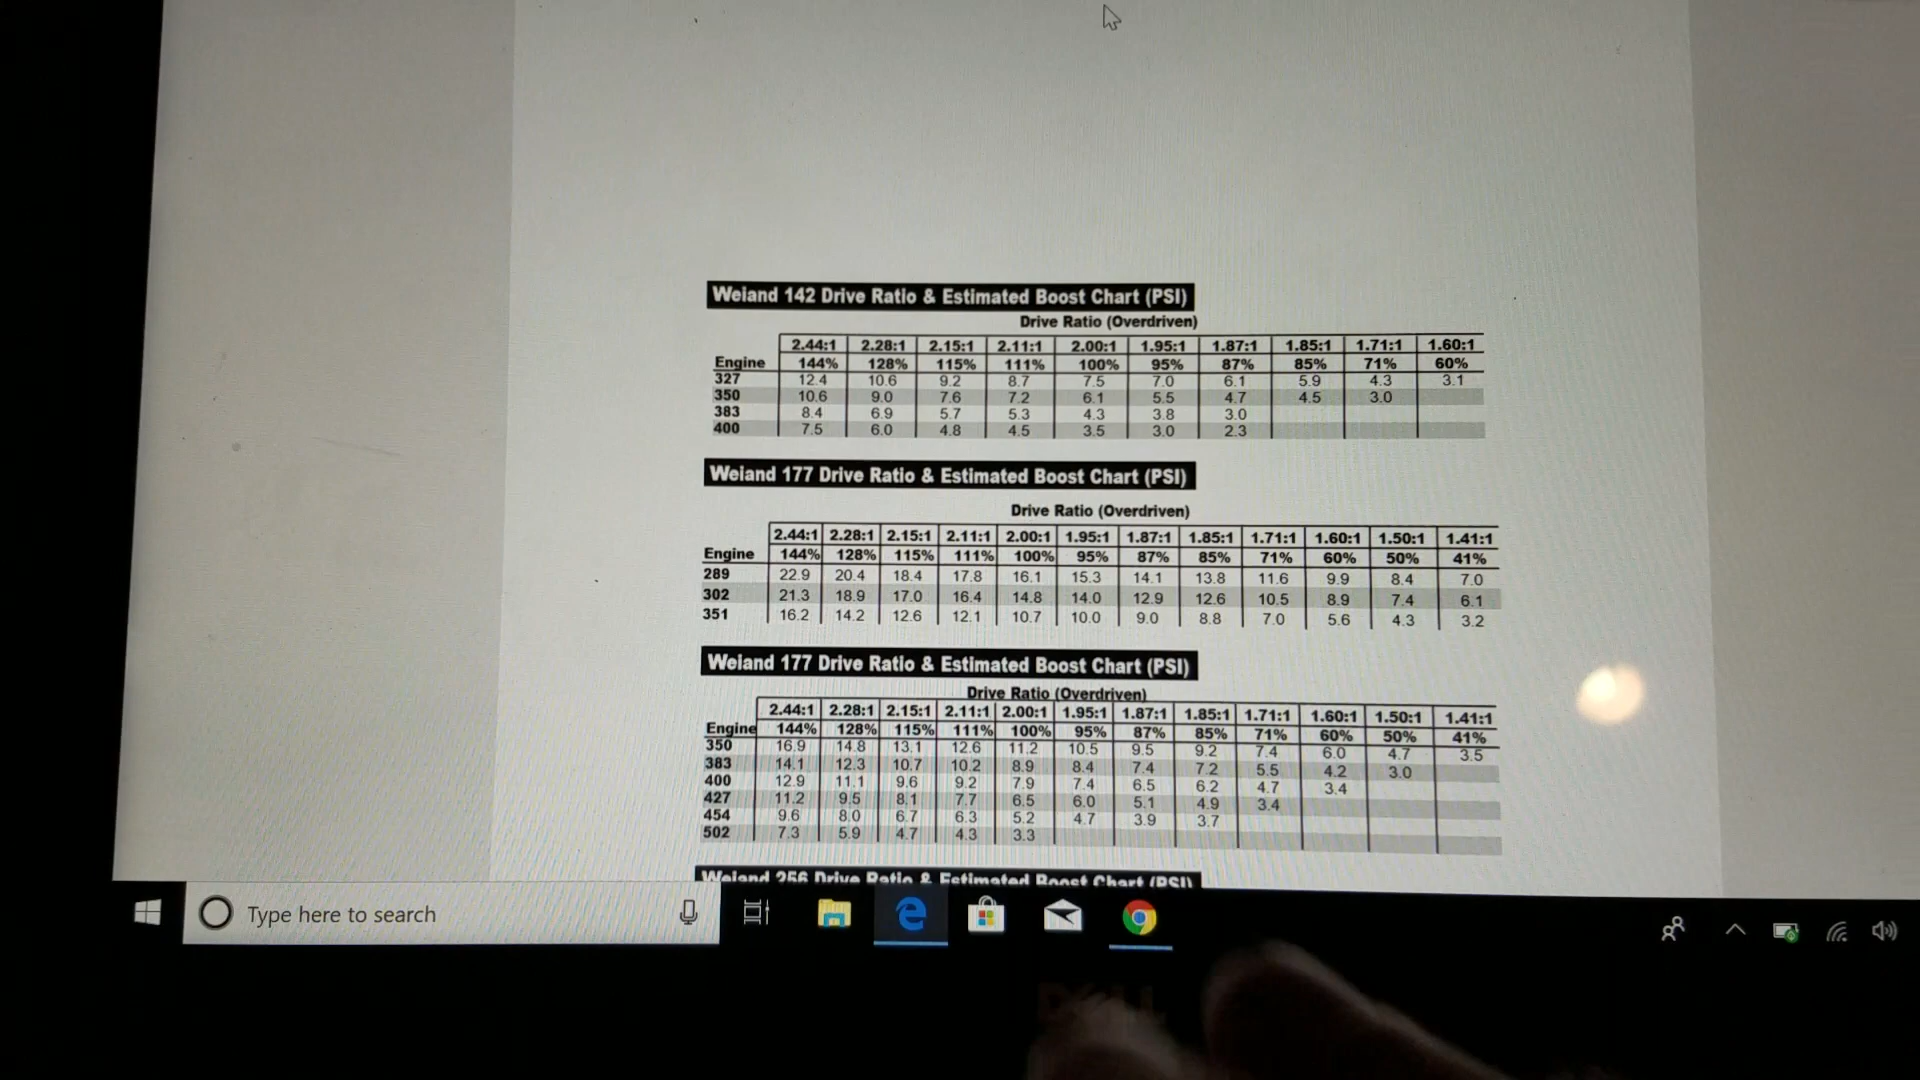 Weiand 142 Drive Ratio & Estimated Boost Chart (PSI)
Drive Ratio (Overdriven)
2.44:1 2.28:1 2.15:1 2.11:1 2.00:1 1.95:1 1.87:1 1.85:1 1.71:1 1.60:1
Engine 144% 128% 115% 111% 100% 95% 87% 85% 71% 60%
327 12.4 10.6 9.2 8.7 7.5 7.0 6.1 5.9 4.3 3.1
350 10.6 9.0 7.6 7.2 6.1 5.5 4.7 4.5 3.0
383 8.4 6.9 5.7 5.3 4.3 3.8 3.0
400 7.5 6.0 4.8 4.5 3.5 3.0 2.3
Weiand 177 Drive Ratio & Estimated Boost Chart (PSI)
Drive Ratio (Overdriven)
2.44:1 2.28:1 2.15:1 2.11:1 2.00:1 1.95:1 1.87:1 1.85:1 1.71:1 1.60:1 1.50:1 1.41:1
Engine 144% 128% 115% 111% 100% 95% 87% 85% 71% 60% 50% 41%
289 22.9 20.4 18.4 17.8 16.1 15.3 14.1 13.8 11.6 9.9 8.4 7.0
302 21.3 18.9 17.0 16.4 14.8 14.0 12.9 12.6 10.5 8.9 7.4 6.1
351 16.2 14.2 12.6 12.1 10.7 10.0 9.0 8.8 7.0 5.6 4.3 3.2
Weiand 177 Drive Ratio & Estimated Boost Chart (PSI)
Drive Ratio (Overdriven)
2.44:1 2.28:1 2.15:1 2.11:1 2.00:1 1.95:1 1.87:1 1.85:1 1.71:1 1.60:1 1.50:1 1.41:1
Engine 144% 128% 115% 111% 100% 95% 87% 85% 71% 60% 50% 41%
350 16.9 14.8 13.1 12.6 11.2 10.5 9.5 9.2 7.4 6.0 4.7 3.5
383 14.1 12.3 10.7 10.2 8.9 8.4 7.4 7.2 5.5 4.2 3.0
400 12.9 11.1 9.6 9.2 7.9 7.4 6.5 6.2 4.7 3.4
427 11.2 9.5 8.1 7.7 6.5 6.0 5.1 4.9 3.4
454 9.6 8.0 6.7 6.3 5.2 4.7 3.9 3.7
502 7.3 5.9 4.7 4.3 3.3
Weiand 256 Drive Ratio & Estimated Boost Chart (PSI)
Type here to search
DELL